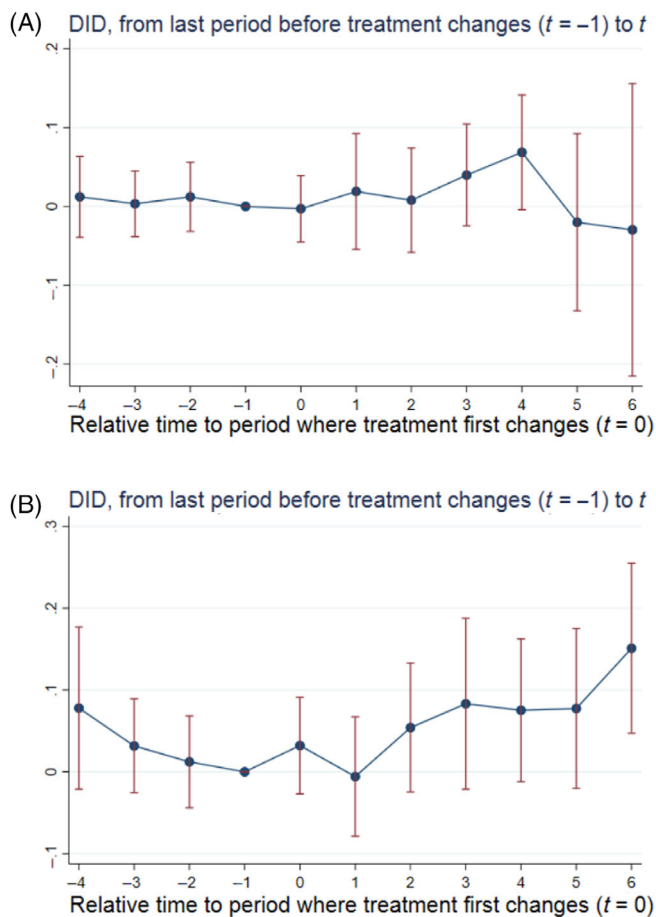 (A)
DID, from last period before treatment changes (t = –1) to t
.2
.1
0
–.1
–.2
–4 –3 –2 –1 0 1 2 3 4 5 6
Relative time to period where treatment first changes (t = 0)
(B)
DID, from last period before treatment changes (t = –1) to t
.3
.2
.1
0
–.1
–4 –3 –2 –1 0 1 2 3 4 5 6
Relative time to period where treatment first changes (t = 0)